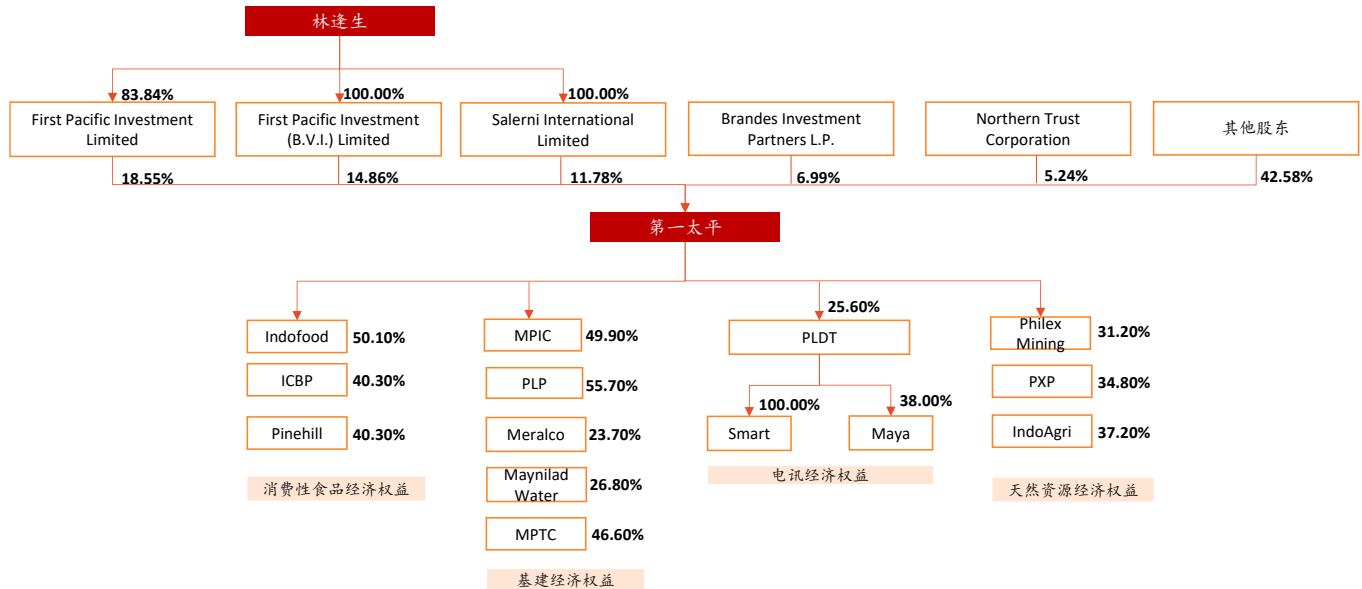 林逢生
83.84%
100.00%
100.00%
First Pacific Investment
Limited
First Pacific Investment
(B.V.I.) Limited
Salerni International
Limited
Brandes Investment
Partners L.P.
Northern Trust
Corporation
其他股东
18.55%
14.86%
11.78%
6.99%
5.24%
42.58%
第一太平
Indofood
50.10%
ICBP
40.30%
Pinehill
40.30%
消费性食品经济权益
MPIC
49.90%
PLP
55.70%
Meralco
23.70%
Maynilad
Water
26.80%
MPTC
46.60%
基建经济权益
25.60%
PLDT
100.00%
38.00%
Smart
Maya
电讯经济权益
Philex
Mining
31.20%
PXP
34.80%
IndoAgri
37.20%
天然资源经济权益